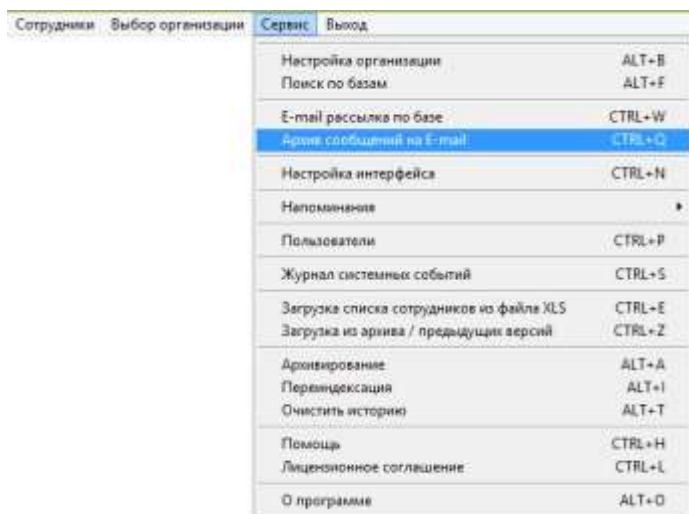 Сотрудники Выбор организации Сервис Выход
Настройка организации ALT+B
Поиск по базам ALT+F
E-mail рассылка по базе CTRL+W
Архив сообщений на E-mail CTRL+Q
Настройка интерфейса CTRL+N
Напоминания
Пользователи CTRL+P
Журнал системных событий CTRL+S
Загрузка списка сотрудников из файла XLS CTRL+E
Загрузка из архива / предыдущих версий CTRL+Z
Архивирование ALT+A
Переиндексация ALT+I
Очистить историю ALT+T
Помощь CTRL+H
Лицензионное соглашение CTRL+L
О программе ALT+O